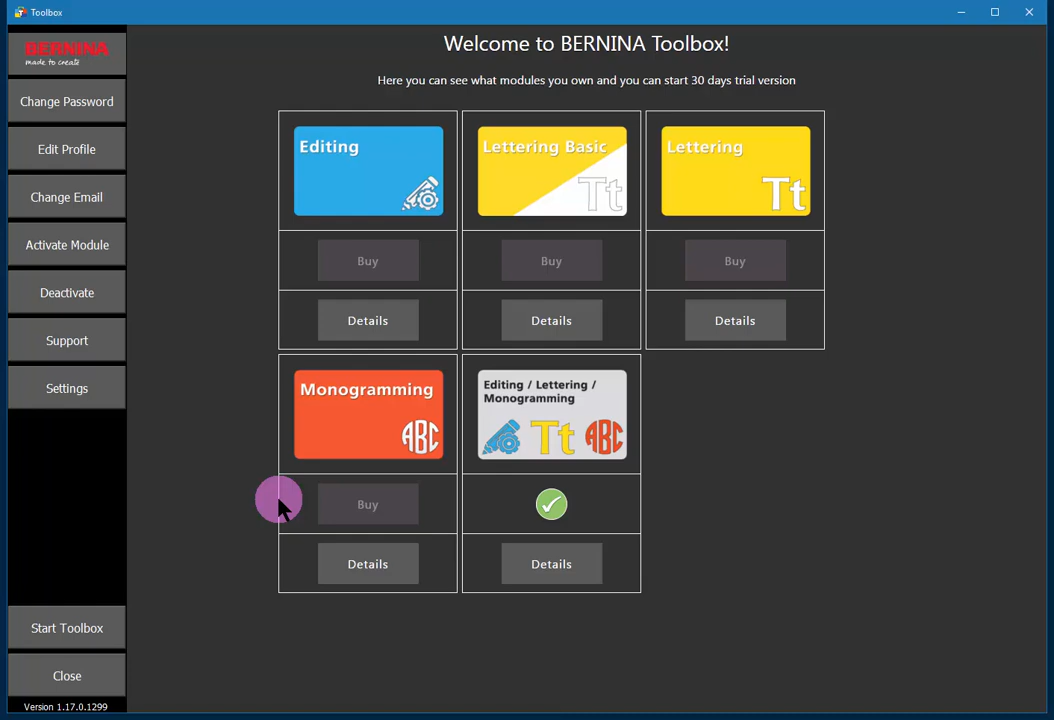 Toolbox
BERNINA
made to create
Change Password
Edit Profile
Change Email
Activate Module
Deactivate
Support
Settings
Start Toolbox
Close
Version 1.17.0.1299
Welcome to BERNINA Toolbox!
Here you can see what modules you own and you can start 30 days trial version
Editing
Lettering Basic
Tt
Lettering
Tt
Buy
Buy
Buy
Details
Details
Details
Monogramming
ABC
Editing / Lettering /
Monogramming
Tt
ABC
Buy
Details
Details